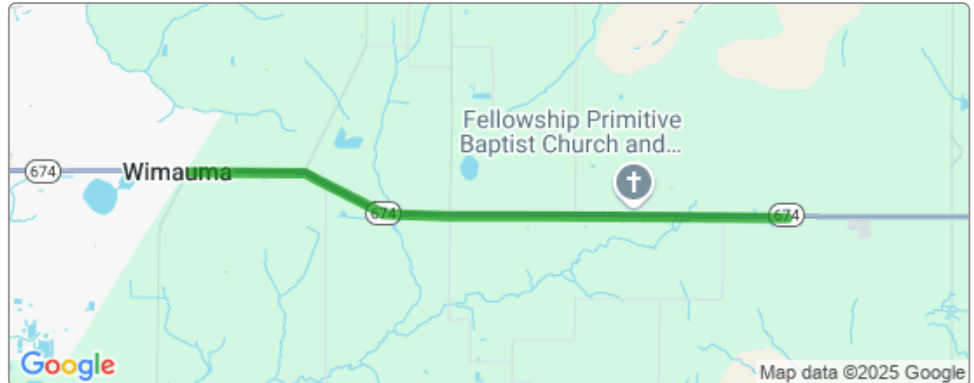 Fellowship Primitive
Baptist Church and...
674
Wimauma
674
674
Google
Map data ©2025 Google